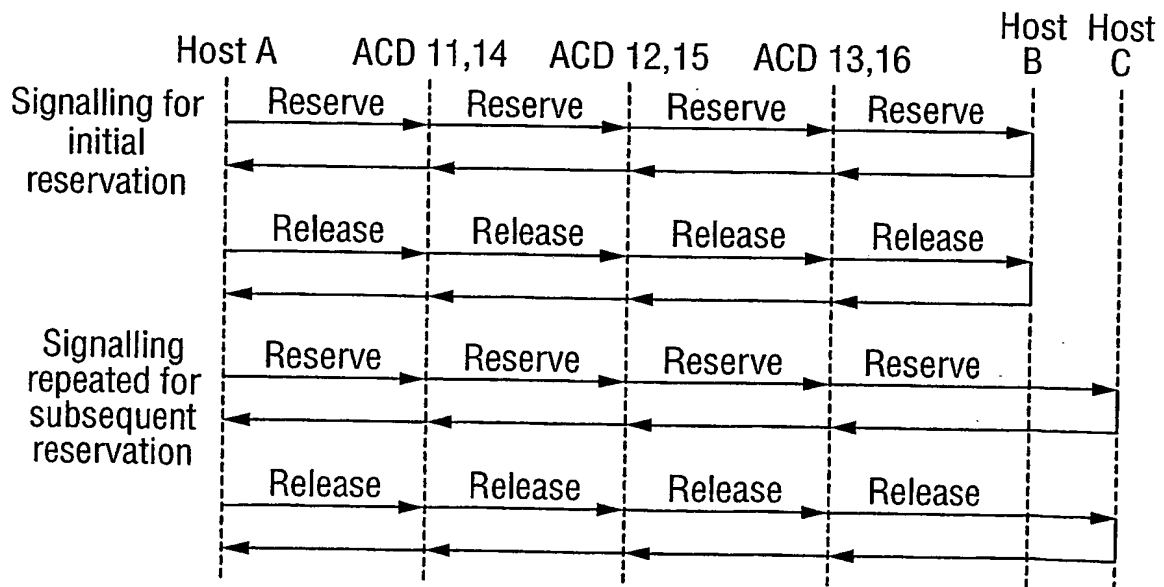 Host A
ACD 11,14
ACD 12,15
ACD 13,16
Host
B
Host
C
Signalling for
initial
reservation
Reserve
Reserve
Reserve
Reserve
Release
Release
Release
Release
Signalling
repeated for
subsequent
reservation
Reserve
Reserve
Reserve
Reserve
Release
Release
Release
Release